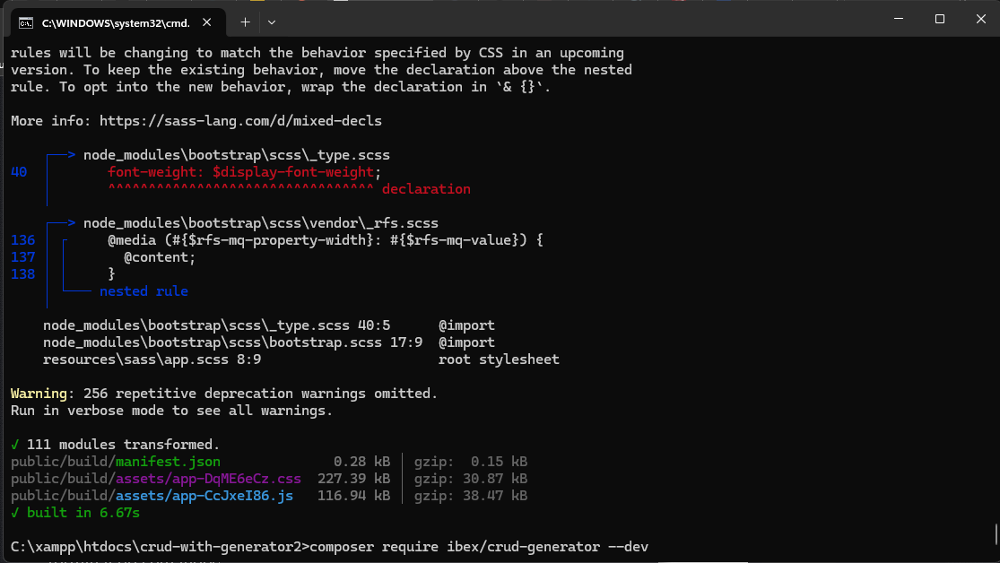 C:\WINDOWS\system32\cmd.
rules will be changing to match the behavior specified by CSS in an upcoming
version. To keep the existing behavior, move the declaration above the nested
rule. To opt into the new behavior, wrap the declaration in `& {}`.
More info: https://sass-lang.com/d/mixed-decls
node_modules\bootstrap\scss\_type.scss
40 font-weight: $display-font-weight;
^^^^^^^^^^^^^^^^^^^^^^^^^^^^^^^^^ declaration
node_modules\bootstrap\scss\vendor\_rfs.scss
136 @media (#{$rfs-mq-property-width}: #{$rfs-mq-value}) {
137 @content;
138 }
nested rule
node_modules\bootstrap\scss\_type.scss 40:5 @import
node_modules\bootstrap\scss\bootstrap.scss 17:9 @import
resources\sass\app.scss 8:9 root stylesheet
Warning: 256 repetitive deprecation warnings omitted.
Run in verbose mode to see all warnings.
✓ 111 modules transformed.
public/build/manifest.json 0.28 kB │ gzip: 0.15 kB
public/build/assets/app-DqME6eCz.css 227.39 kB │ gzip: 30.87 kB
public/build/assets/app-CcJxeI86.js 116.94 kB │ gzip: 38.47 kB
✓ built in 6.67s
C:\xampp\htdocs\crud-with-generator2>composer require ibex/crud-generator --dev